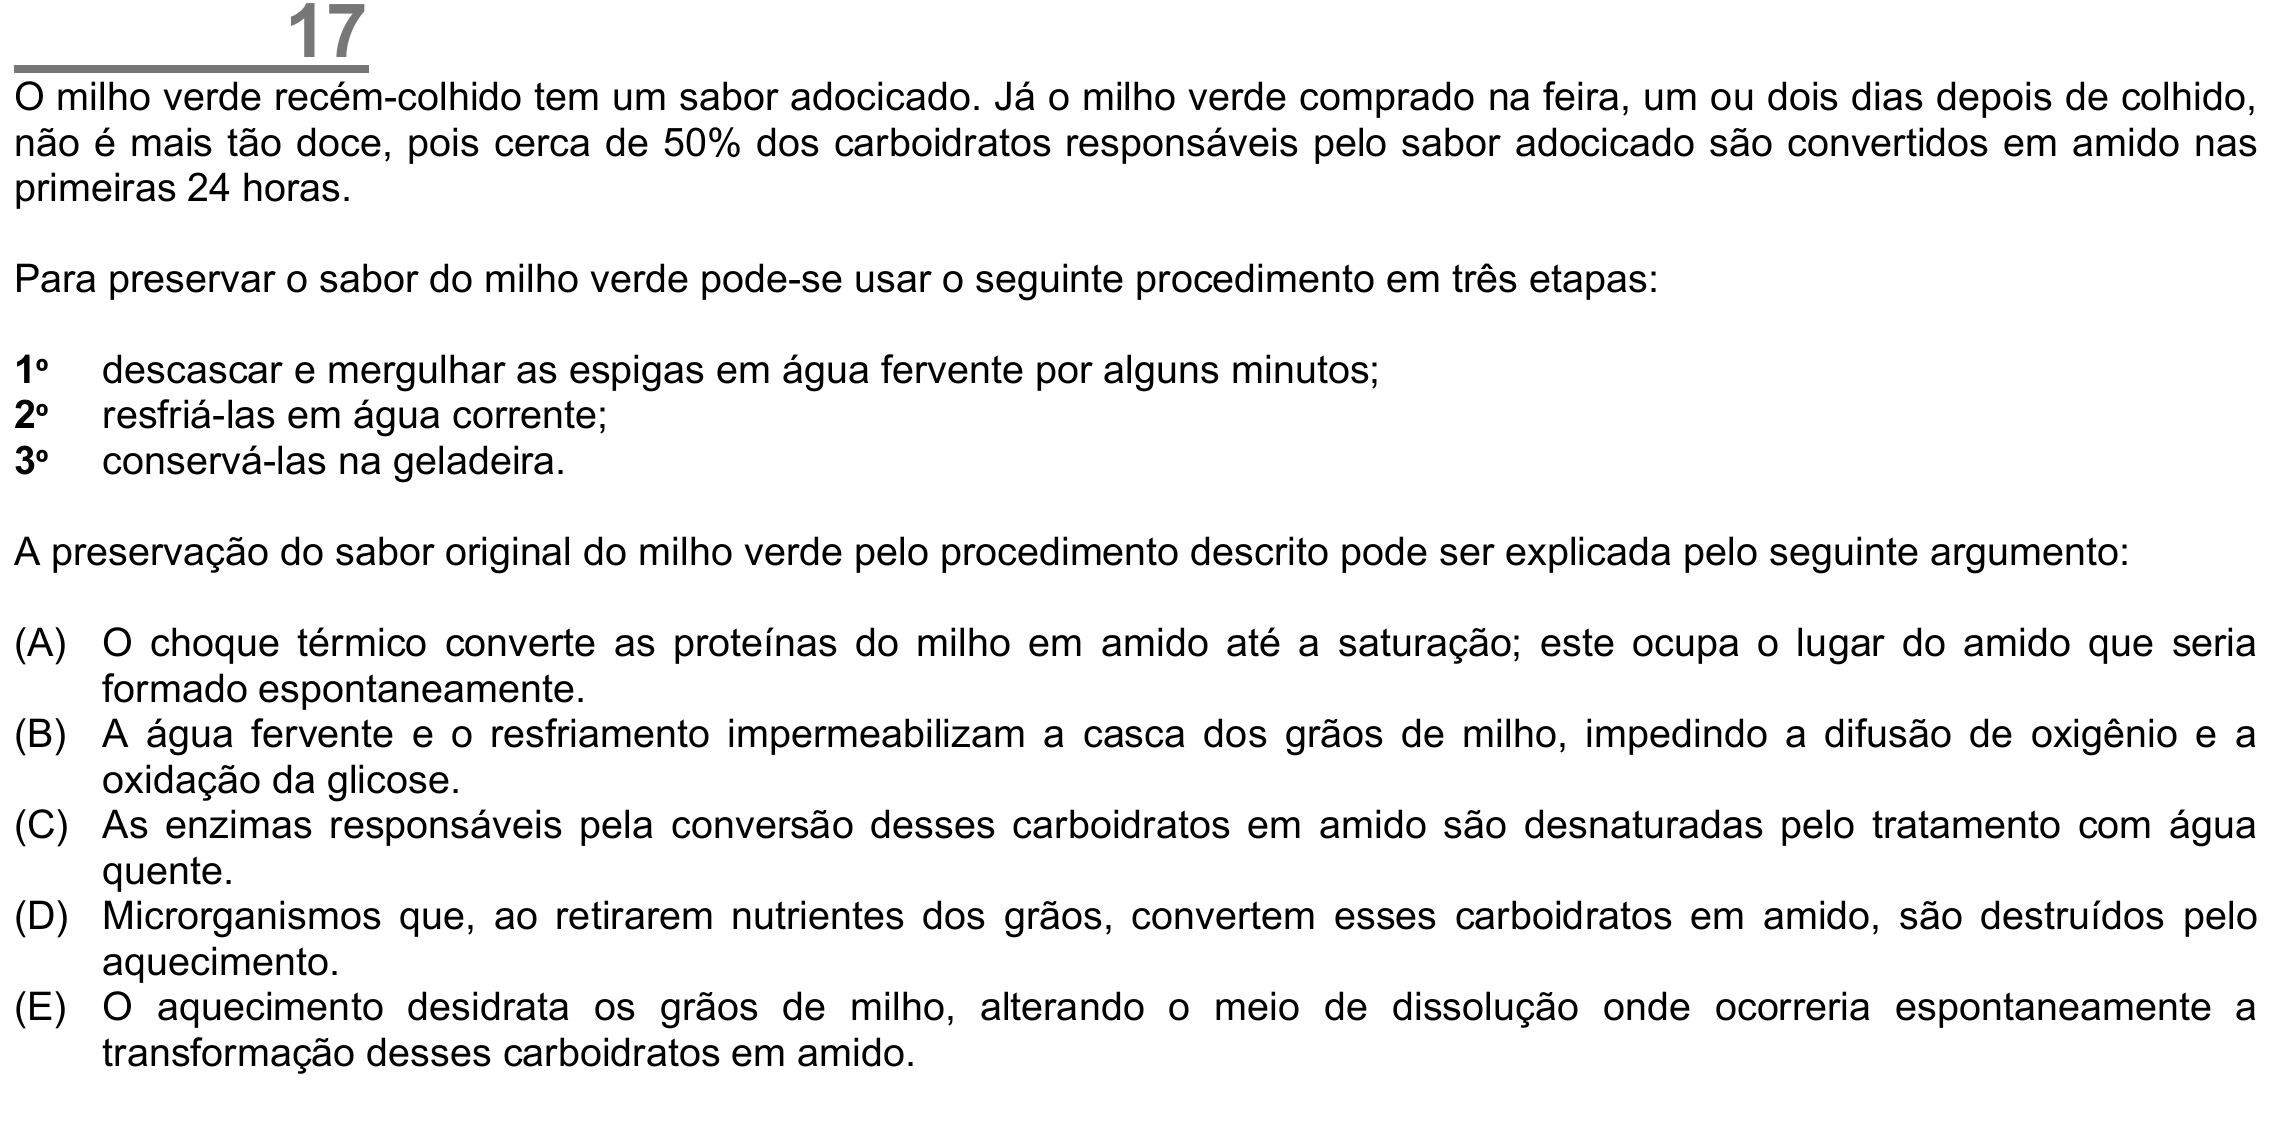 17
O milho verde recém-colhido tem um sabor adocicado. Já o milho verde comprado na feira, um ou dois dias depois de colhido,
não é mais tão doce, pois cerca de 50% dos carboidratos responsáveis pelo sabor adocicado são convertidos em amido nas
primeiras 24 horas.
Para preservar o sabor do milho verde pode-se usar o seguinte procedimento em três etapas:
1º descascar e mergulhar as espigas em água fervente por alguns minutos;
2º resfriá-las em água corrente;
3º conservá-las na geladeira.
A preservação do sabor original do milho verde pelo procedimento descrito pode ser explicada pelo seguinte argumento:
(A) O choque térmico converte as proteínas do milho em amido até a saturação; este ocupa o lugar do amido que seria
formado espontaneamente.
(B) A água fervente e o resfriamento impermeabilizam a casca dos grãos de milho, impedindo a difusão de oxigênio e a
oxidação da glicose.
(C) As enzimas responsáveis pela conversão desses carboidratos em amido são desnaturadas pelo tratamento com água
quente.
(D) Microrganismos que, ao retirarem nutrientes dos grãos, convertem esses carboidratos em amido, são destruídos pelo
aquecimento.
(E) O aquecimento desidrata os grãos de milho, alterando o meio de dissolução onde ocorreria espontaneamente a
transformação desses carboidratos em amido.